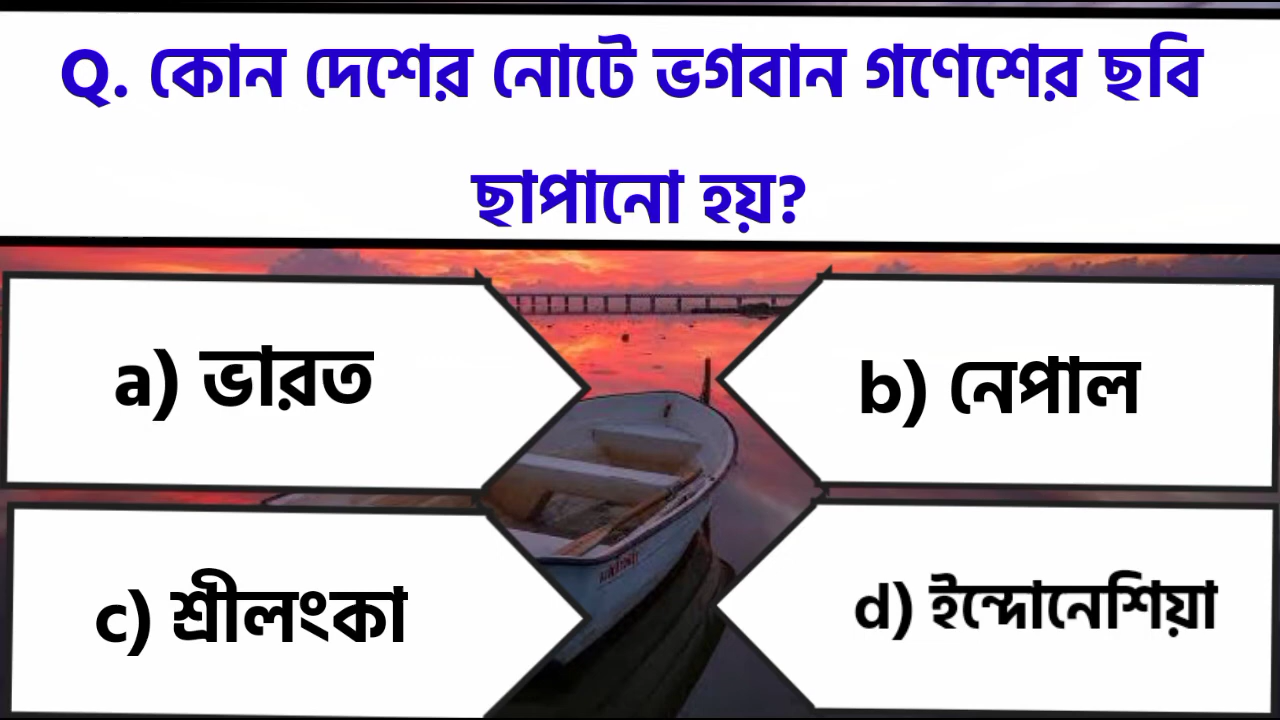 Q. কোন দেশের নোটে ভগবান গণেশের ছবি
ছাপানো হয়?
a) ভারত
b) নেপাল
c) শ্রীলংকা
d) ইন্দোনেশিয়া